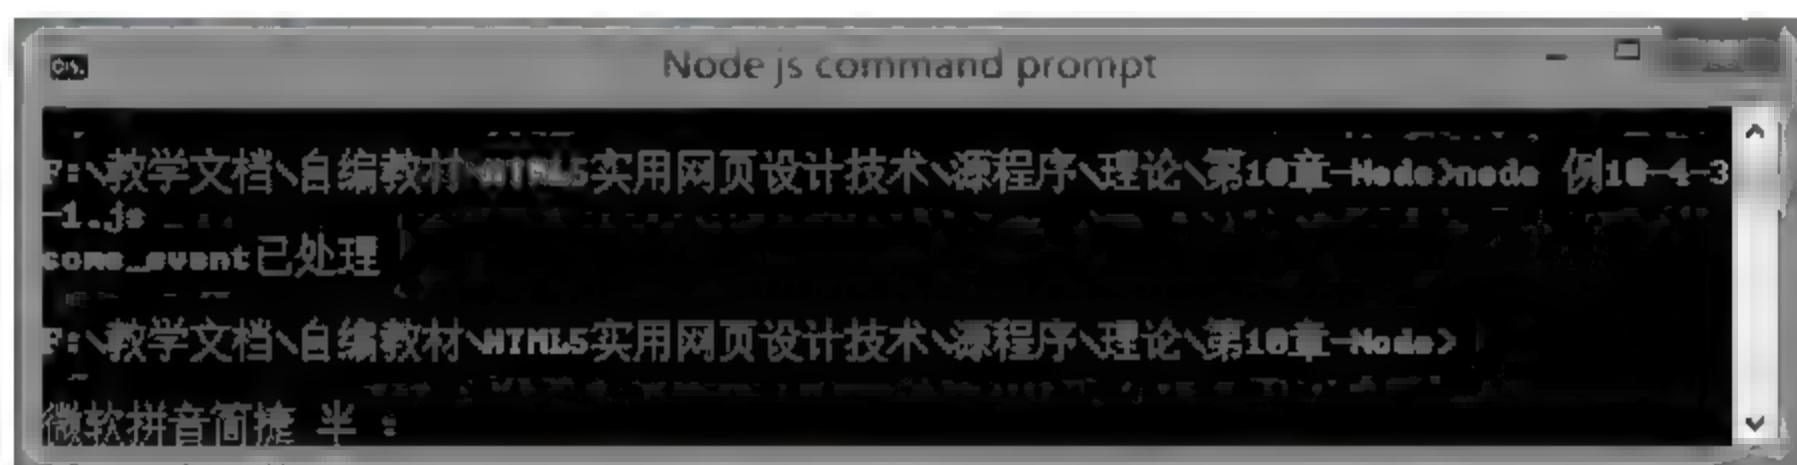 Node js command prompt
F:\教学文档\自编教材\HTML5实用网页设计技术\源程序\理论\第10章-Node>node 例10-4-3
-1.js
some_event已处理
F:\教学文档\自编教材\HTML5实用网页设计技术\源程序\理论\第10章-Node>
微软拼音简捷 半 :